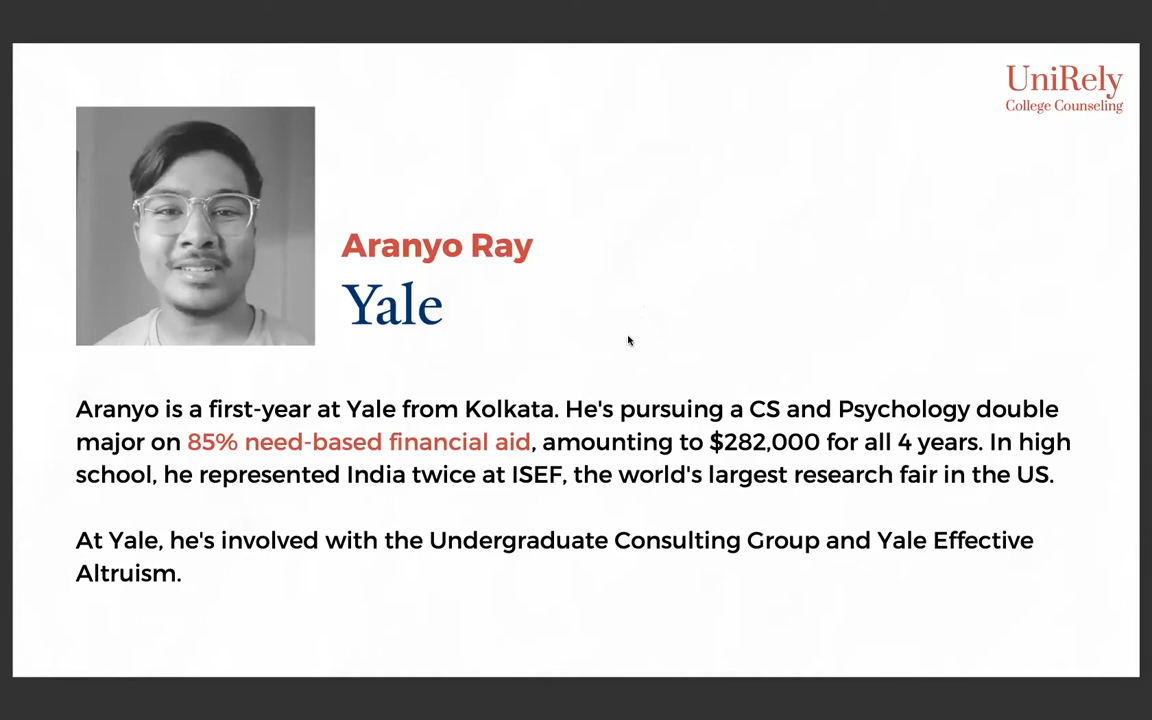 UniRely
College Counseling
Aranyo Ray
Yale
Aranyo is a first-year at Yale from Kolkata. He's pursuing a CS and Psychology double
major on 85% need-based financial aid, amounting to $282,000 for all 4 years. In high
school, he represented India twice at ISEF, the world's largest research fair in the US.
At Yale, he's involved with the Undergraduate Consulting Group and Yale Effective
Altruism.